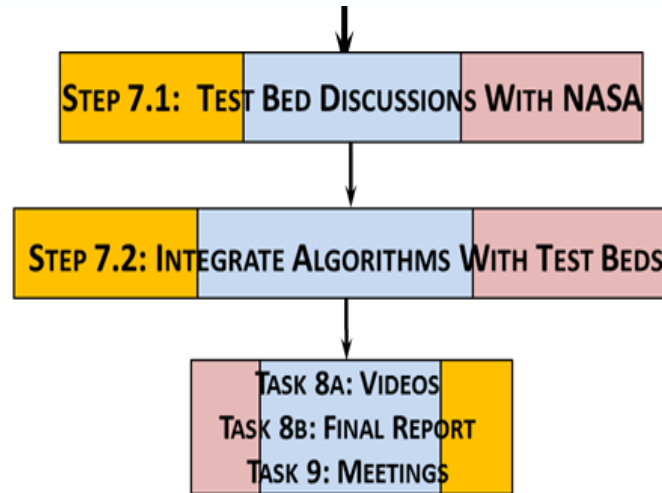 STEP 7.1: TEST BED DISCUSSIONS WITH NASA
STEP 7.2: INTEGRATE ALGORITHMS WITH TEST BEDS
TASK 8A: VIDEOS
TASK 8B: FINAL REPORT
TASK 9: MEETINGS